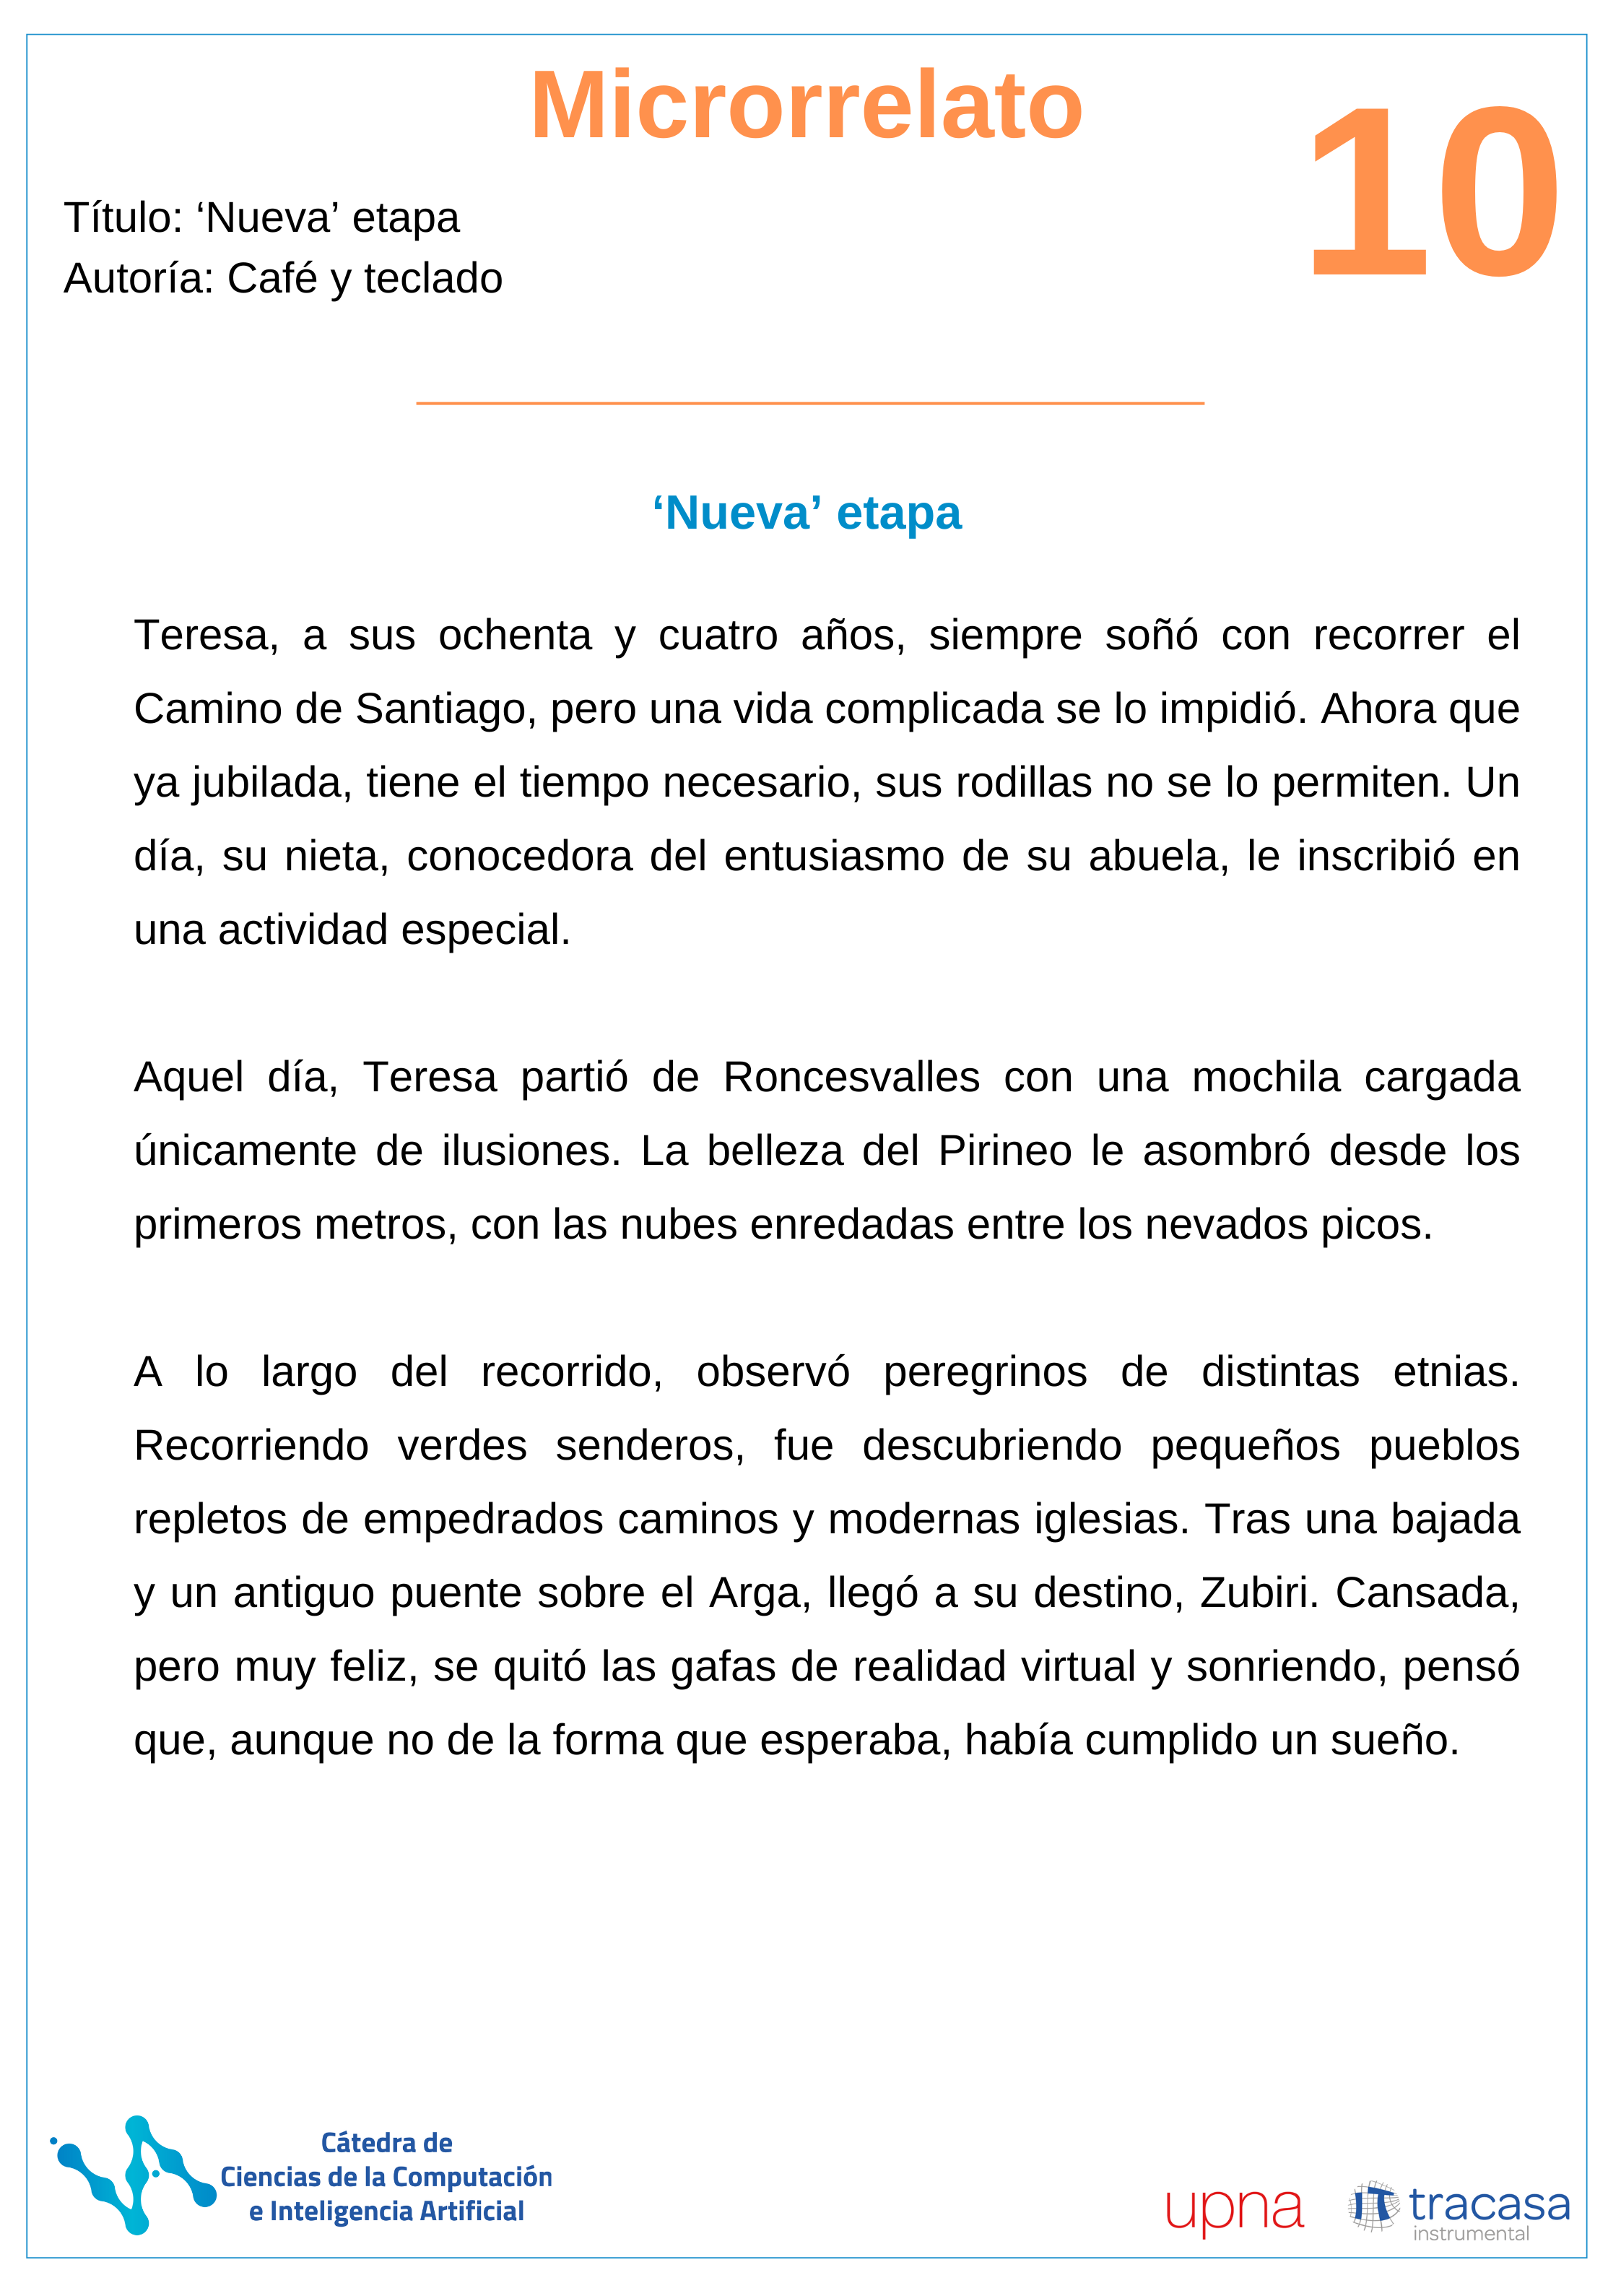 Microrrelato
10
Título: ‘Nueva’ etapa
Autoría: Café y teclado
‘Nueva’ etapa
Teresa, a sus ochenta y cuatro años, siempre soñó con recorrer el
Camino de Santiago, pero una vida complicada se lo impidió. Ahora que
ya jubilada, tiene el tiempo necesario, sus rodillas no se lo permiten. Un
día, su nieta, conocedora del entusiasmo de su abuela, le inscribió en
una actividad especial.
Aquel día, Teresa partió de Roncesvalles con una mochila cargada
únicamente de ilusiones. La belleza del Pirineo le asombró desde los
primeros metros, con las nubes enredadas entre los nevados picos.
A lo largo del recorrido, observó peregrinos de distintas etnias.
Recorriendo verdes senderos, fue descubriendo pequeños pueblos
repletos de empedrados caminos y modernas iglesias. Tras una bajada
y un antiguo puente sobre el Arga, llegó a su destino, Zubiri. Cansada,
pero muy feliz, se quitó las gafas de realidad virtual y sonriendo, pensó
que, aunque no de la forma que esperaba, había cumplido un sueño.
Cátedra de
Ciencias de la Computación
e Inteligencia Artificial
upna
tracasa
instrumental